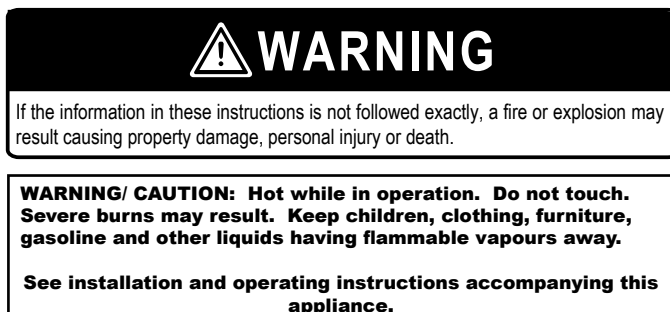 WARNING
If the information in these instructions is not followed exactly, a fire or explosion may
result causing property damage, personal injury or death.
WARNING/ CAUTION: Hot while in operation. Do not touch.
Severe burns may result. Keep children, clothing, furniture,
gasoline and other liquids having flammable vapours away.
See installation and operating instructions accompanying this
appliance.